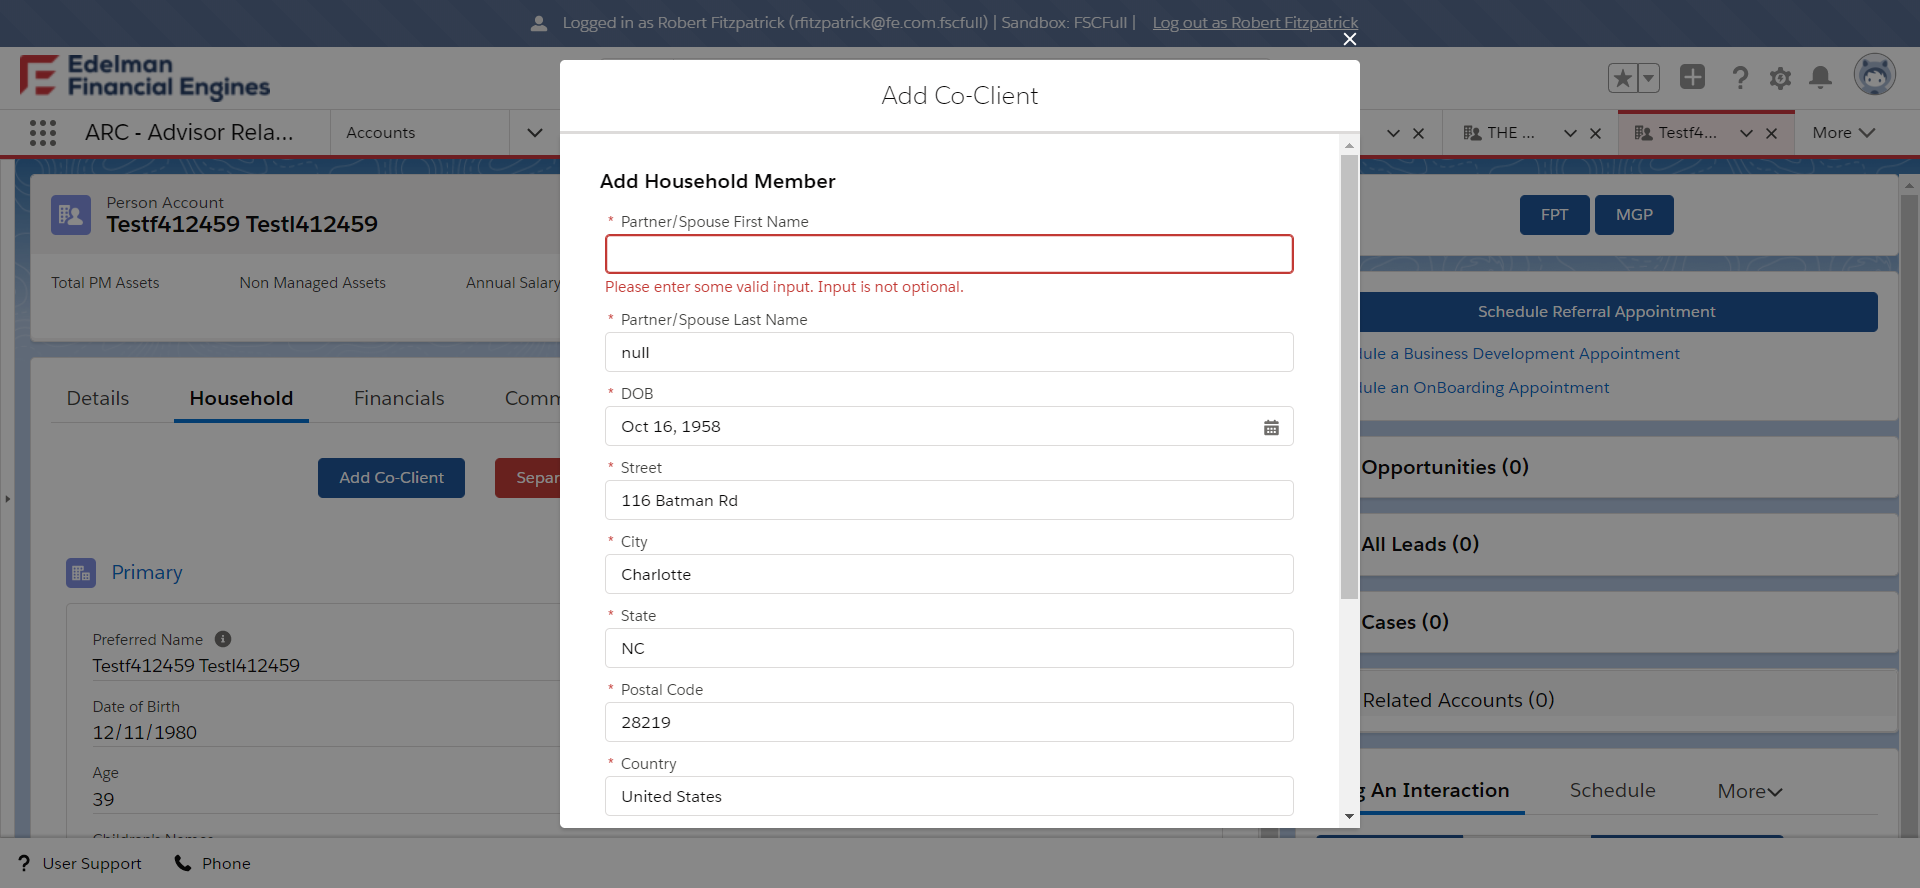 Logged in as Robert Fitzpatrick (rfitzpatrick@fe.com.fscfull) | Sandbox: FSCFull | Log out as Robert Fitzpatrick
Edelman
Financial Engines
ARC - Advisor Rela...
Accounts
THE ...
Testf4...
More
Person Account
Testf412459 Testl412459
Total PM Assets
Non Managed Assets
Annual Salary
Details
Household
Financials
Comm
Add Co-Client
Separ
Primary
Preferred Name
Testf412459 Testl412459
Date of Birth
12/11/1980
Age
39
Children's Names
Add Co-Client
Add Household Member
* Partner/Spouse First Name
Please enter some valid input. Input is not optional.
* Partner/Spouse Last Name
null
* DOB
Oct 16, 1958
* Street
116 Batman Rd
* City
Charlotte
* State
NC
* Postal Code
28219
* Country
United States
FPT
MGP
Schedule Referral Appointment
ule a Business Development Appointment
ule an OnBoarding Appointment
Opportunities (0)
All Leads (0)
Cases (0)
Related Accounts (0)
g An Interaction
Schedule
More
User Support
Phone